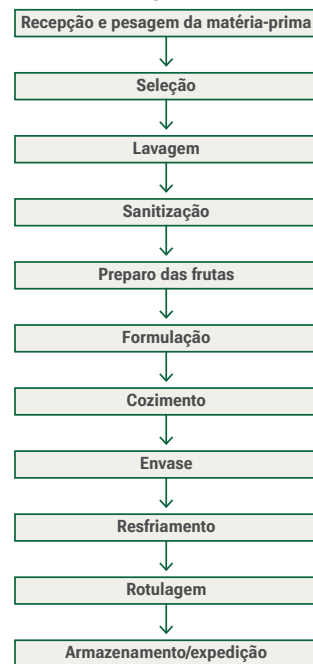 Recepção e pesagem da matéria-prima
Seleção
Lavagem
Sanitização
Preparo das frutas
Formulação
Cozimento
Envase
Resfriamento
Rotulagem
Armazenamento/expedição